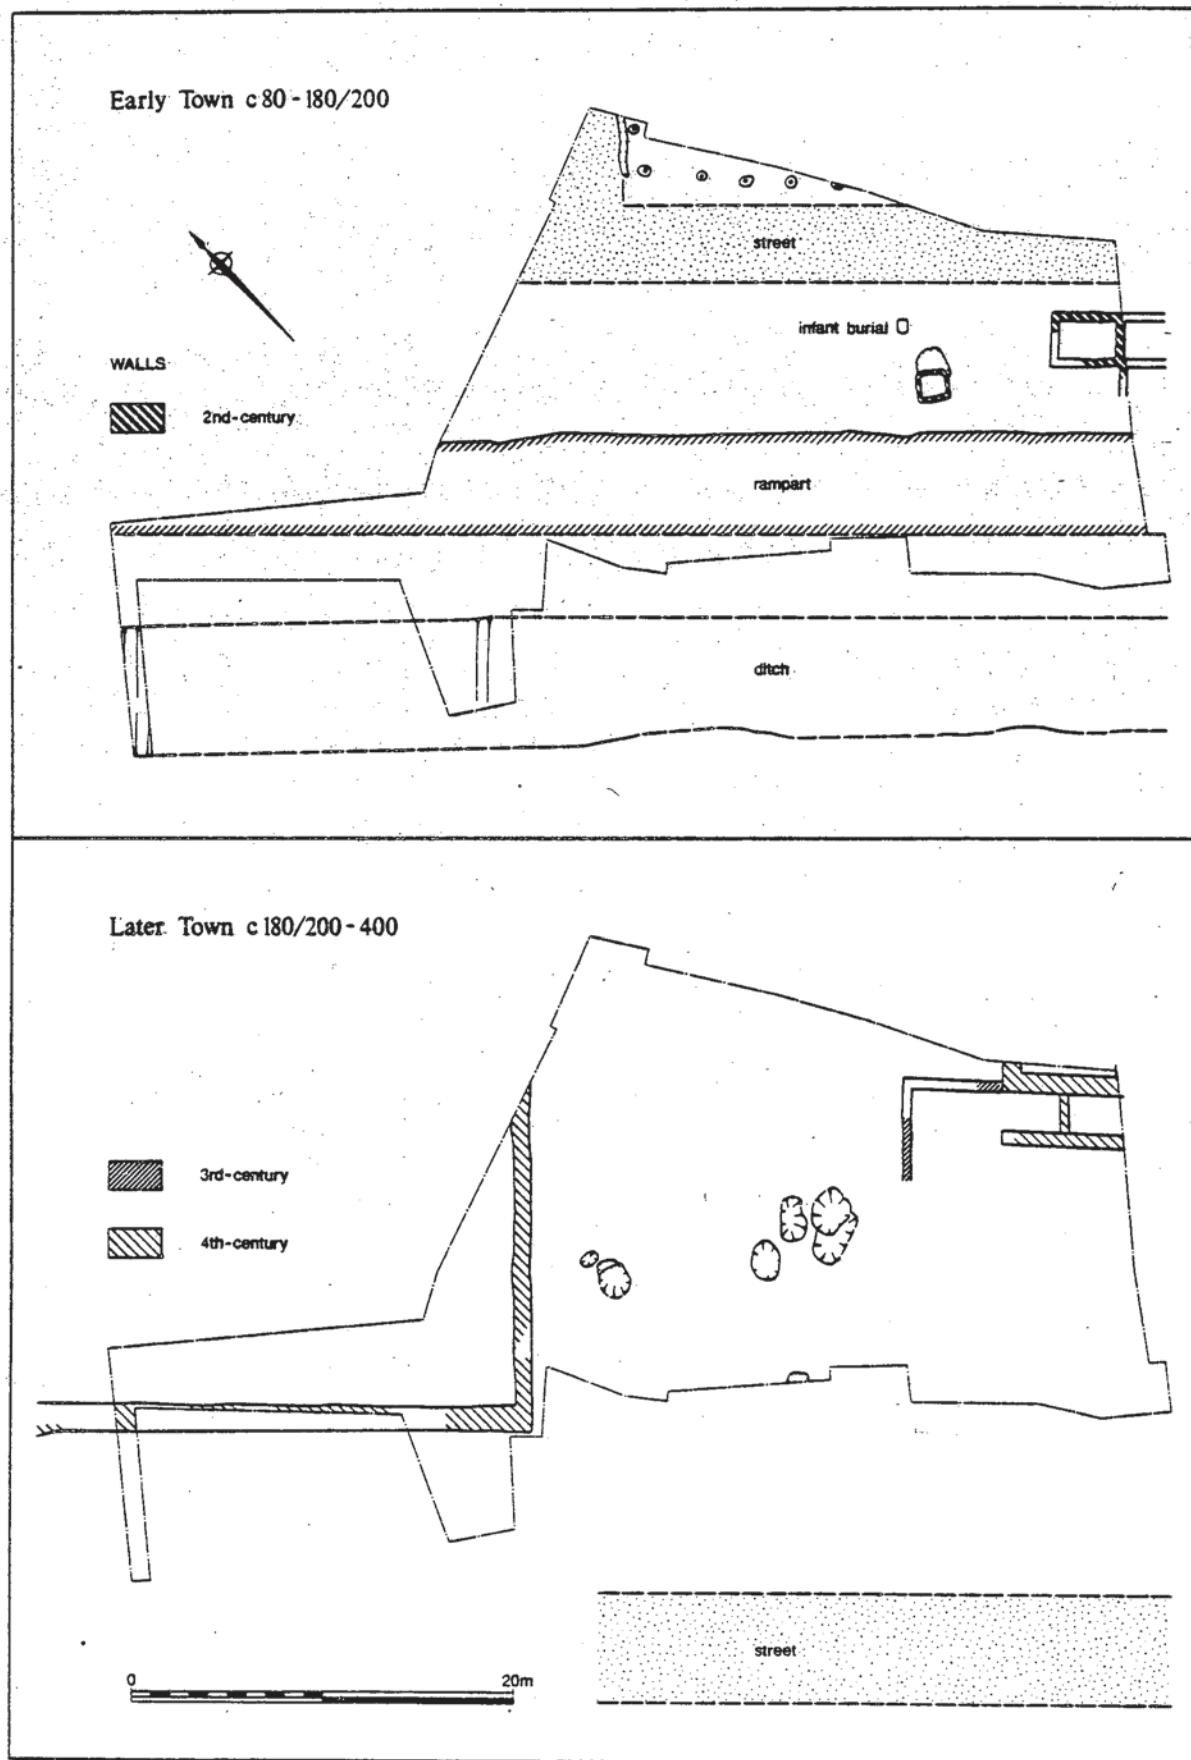 Early Town c 80 - 180/200
street
infant burial
WALLS
2nd-century
rampart
ditch
Later Town c 180/200 - 400
3rd-century
4th-century
street
0 20m